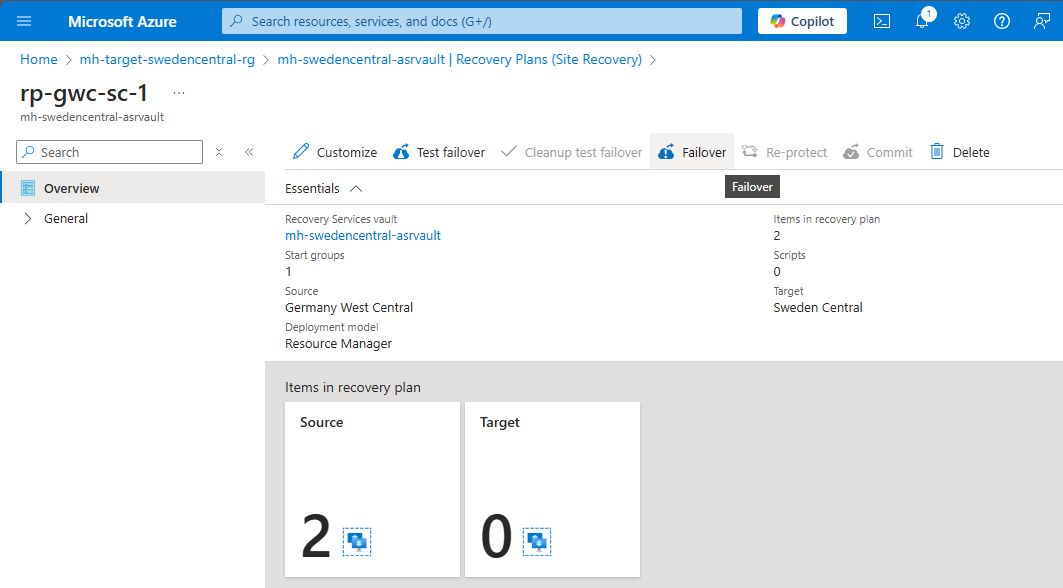 Microsoft Azure
Search resources, services, and docs (G+/)
Copilot
1
Home > mh-target-swedencentral-rg > mh-swedencentral-asrvault | Recovery Plans (Site Recovery) >
rp-gwc-sc-1 ...
mh-swedencentral-asrvault
Search
Customize Test failover Cleanup test failover Failover Re-protect Commit Delete
Overview
General
Essentials
Failover
Recovery Services vault
mh-swedencentral-asrvault
Start groups
1
Source
Germany West Central
Deployment model
Resource Manager
Items in recovery plan
2
Scripts
0
Target
Sweden Central
Items in recovery plan
Source
2
Target
0